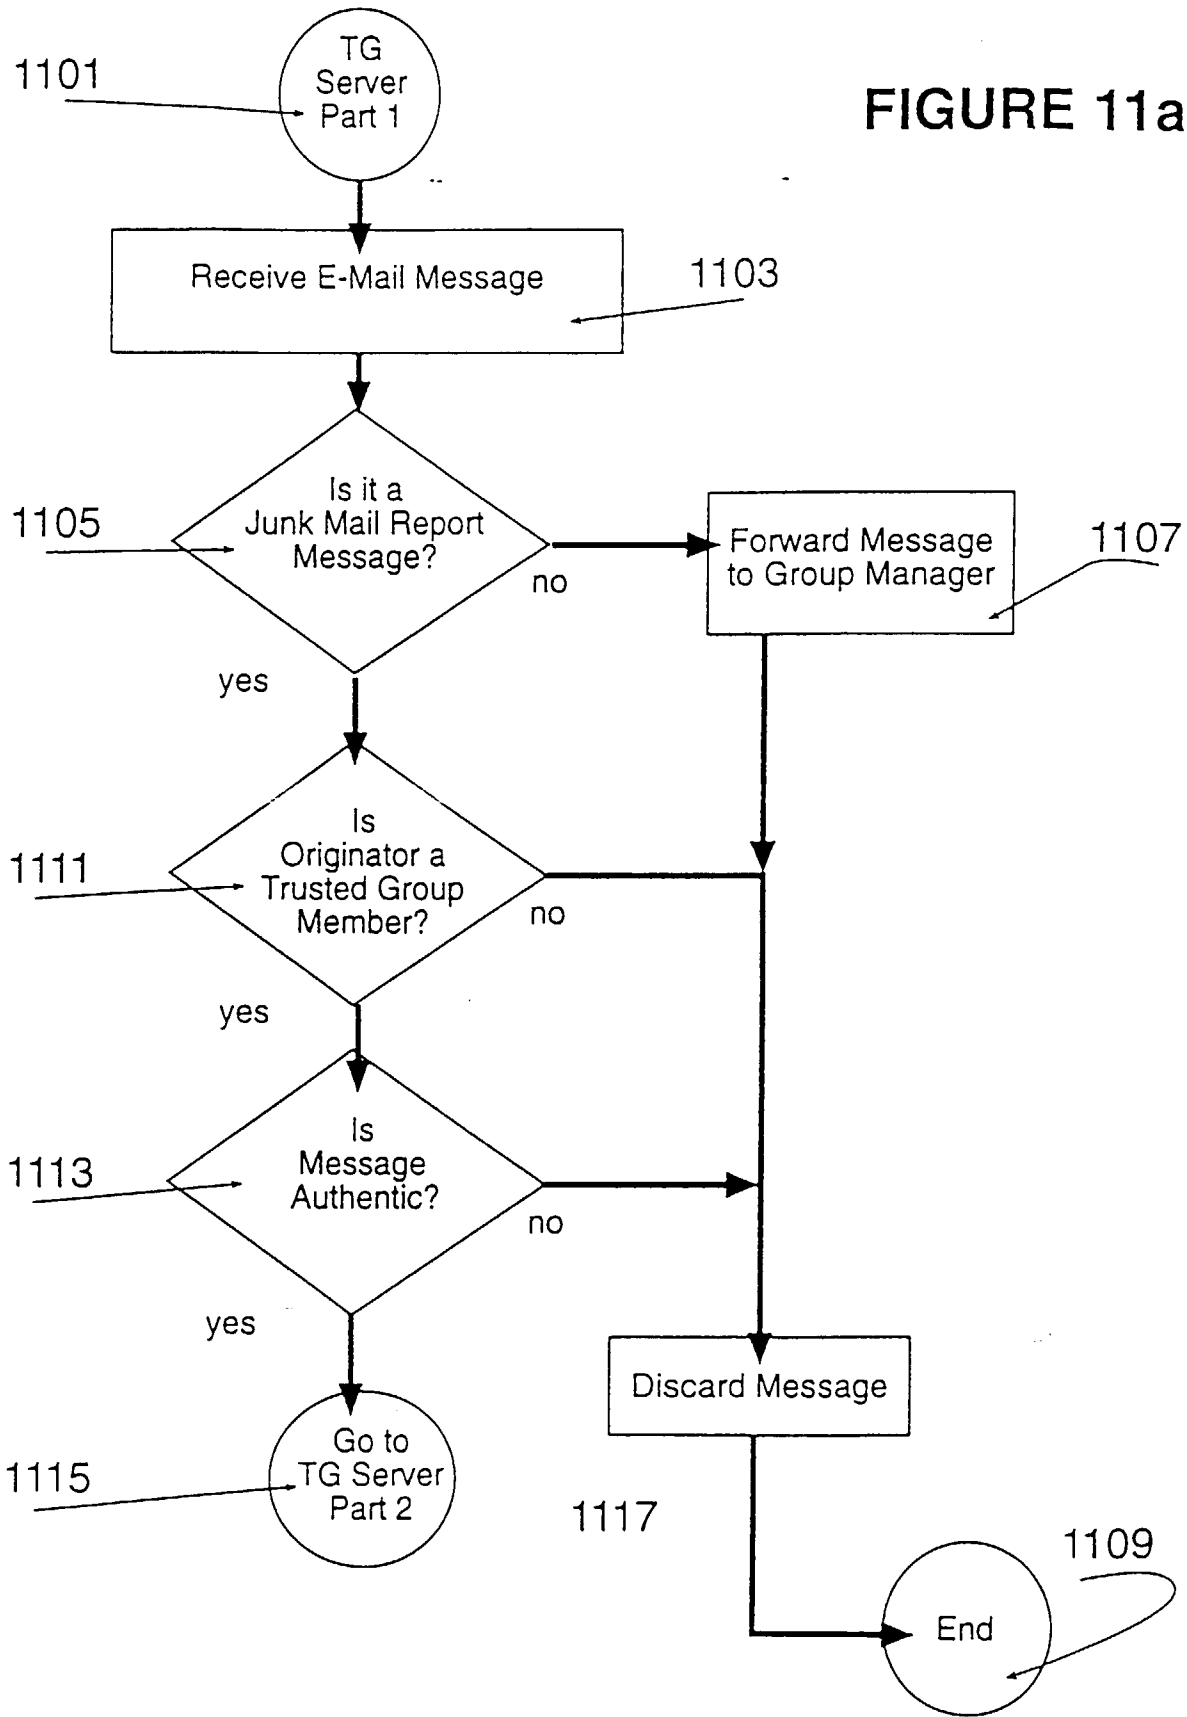 TG
Server
Part 1
1101
FIGURE 11a
Receive E-Mail Message
1103
Is it a
Junk Mail Report
Message?
1105
no
Forward Message
to Group Manager
1107
yes
Is
Originator a
Trusted Group
Member?
1111
no
yes
Is
Message
Authentic?
1113
no
yes
Discard Message
Go to
TG Server
Part 2
1115
1117
1109
End